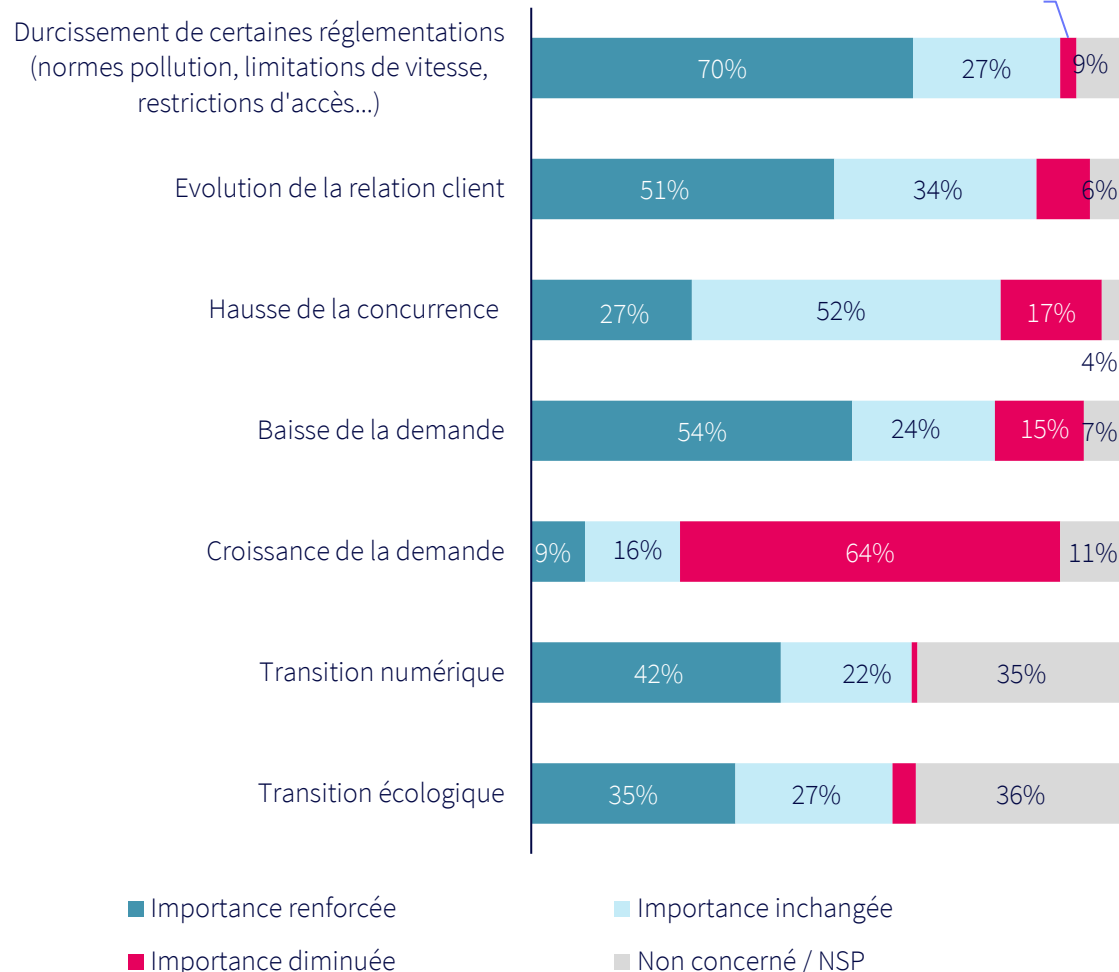 Durcissement de certaines réglementations
(normes pollution, limitations de vitesse,
restrictions d'accès...)
70%
27%
9%
Evolution de la relation client
51%
34%
6%
Hausse de la concurrence
27%
52%
17%
4%
Baisse de la demande
54%
24%
15%
7%
Croissance de la demande
9%
16%
64%
11%
Transition numérique
42%
22%
35%
Transition écologique
35%
27%
36%
Importance renforcée
Importance inchangée
Importance diminuée
Non concerné / NSP